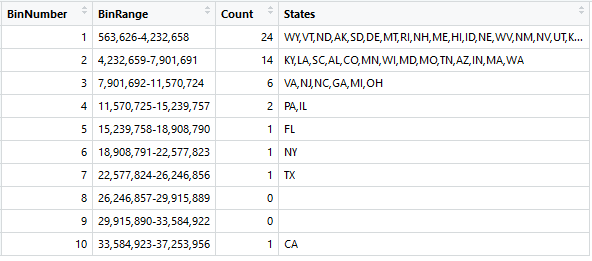 BinNumber BinRange Count States
1 563,626-4,232,658 24 WY,VT,ND,AK,SD,DE,MT,RI,NH,ME,HI,ID,NE,WV,NM,NV,UT,K...
2 4,232,659-7,901,691 14 KY,LA,SC,AL,CO,MN,WI,MD,MO,TN,AZ,IN,MA,WA
3 7,901,692-11,570,724 6 VA,NJ,NC,GA,MI,OH
4 11,570,725-15,239,757 2 PA,IL
5 15,239,758-18,908,790 1 FL
6 18,908,791-22,577,823 1 NY
7 22,577,824-26,246,856 1 TX
8 26,246,857-29,915,889 0
9 29,915,890-33,584,922 0
10 33,584,923-37,253,956 1 CA